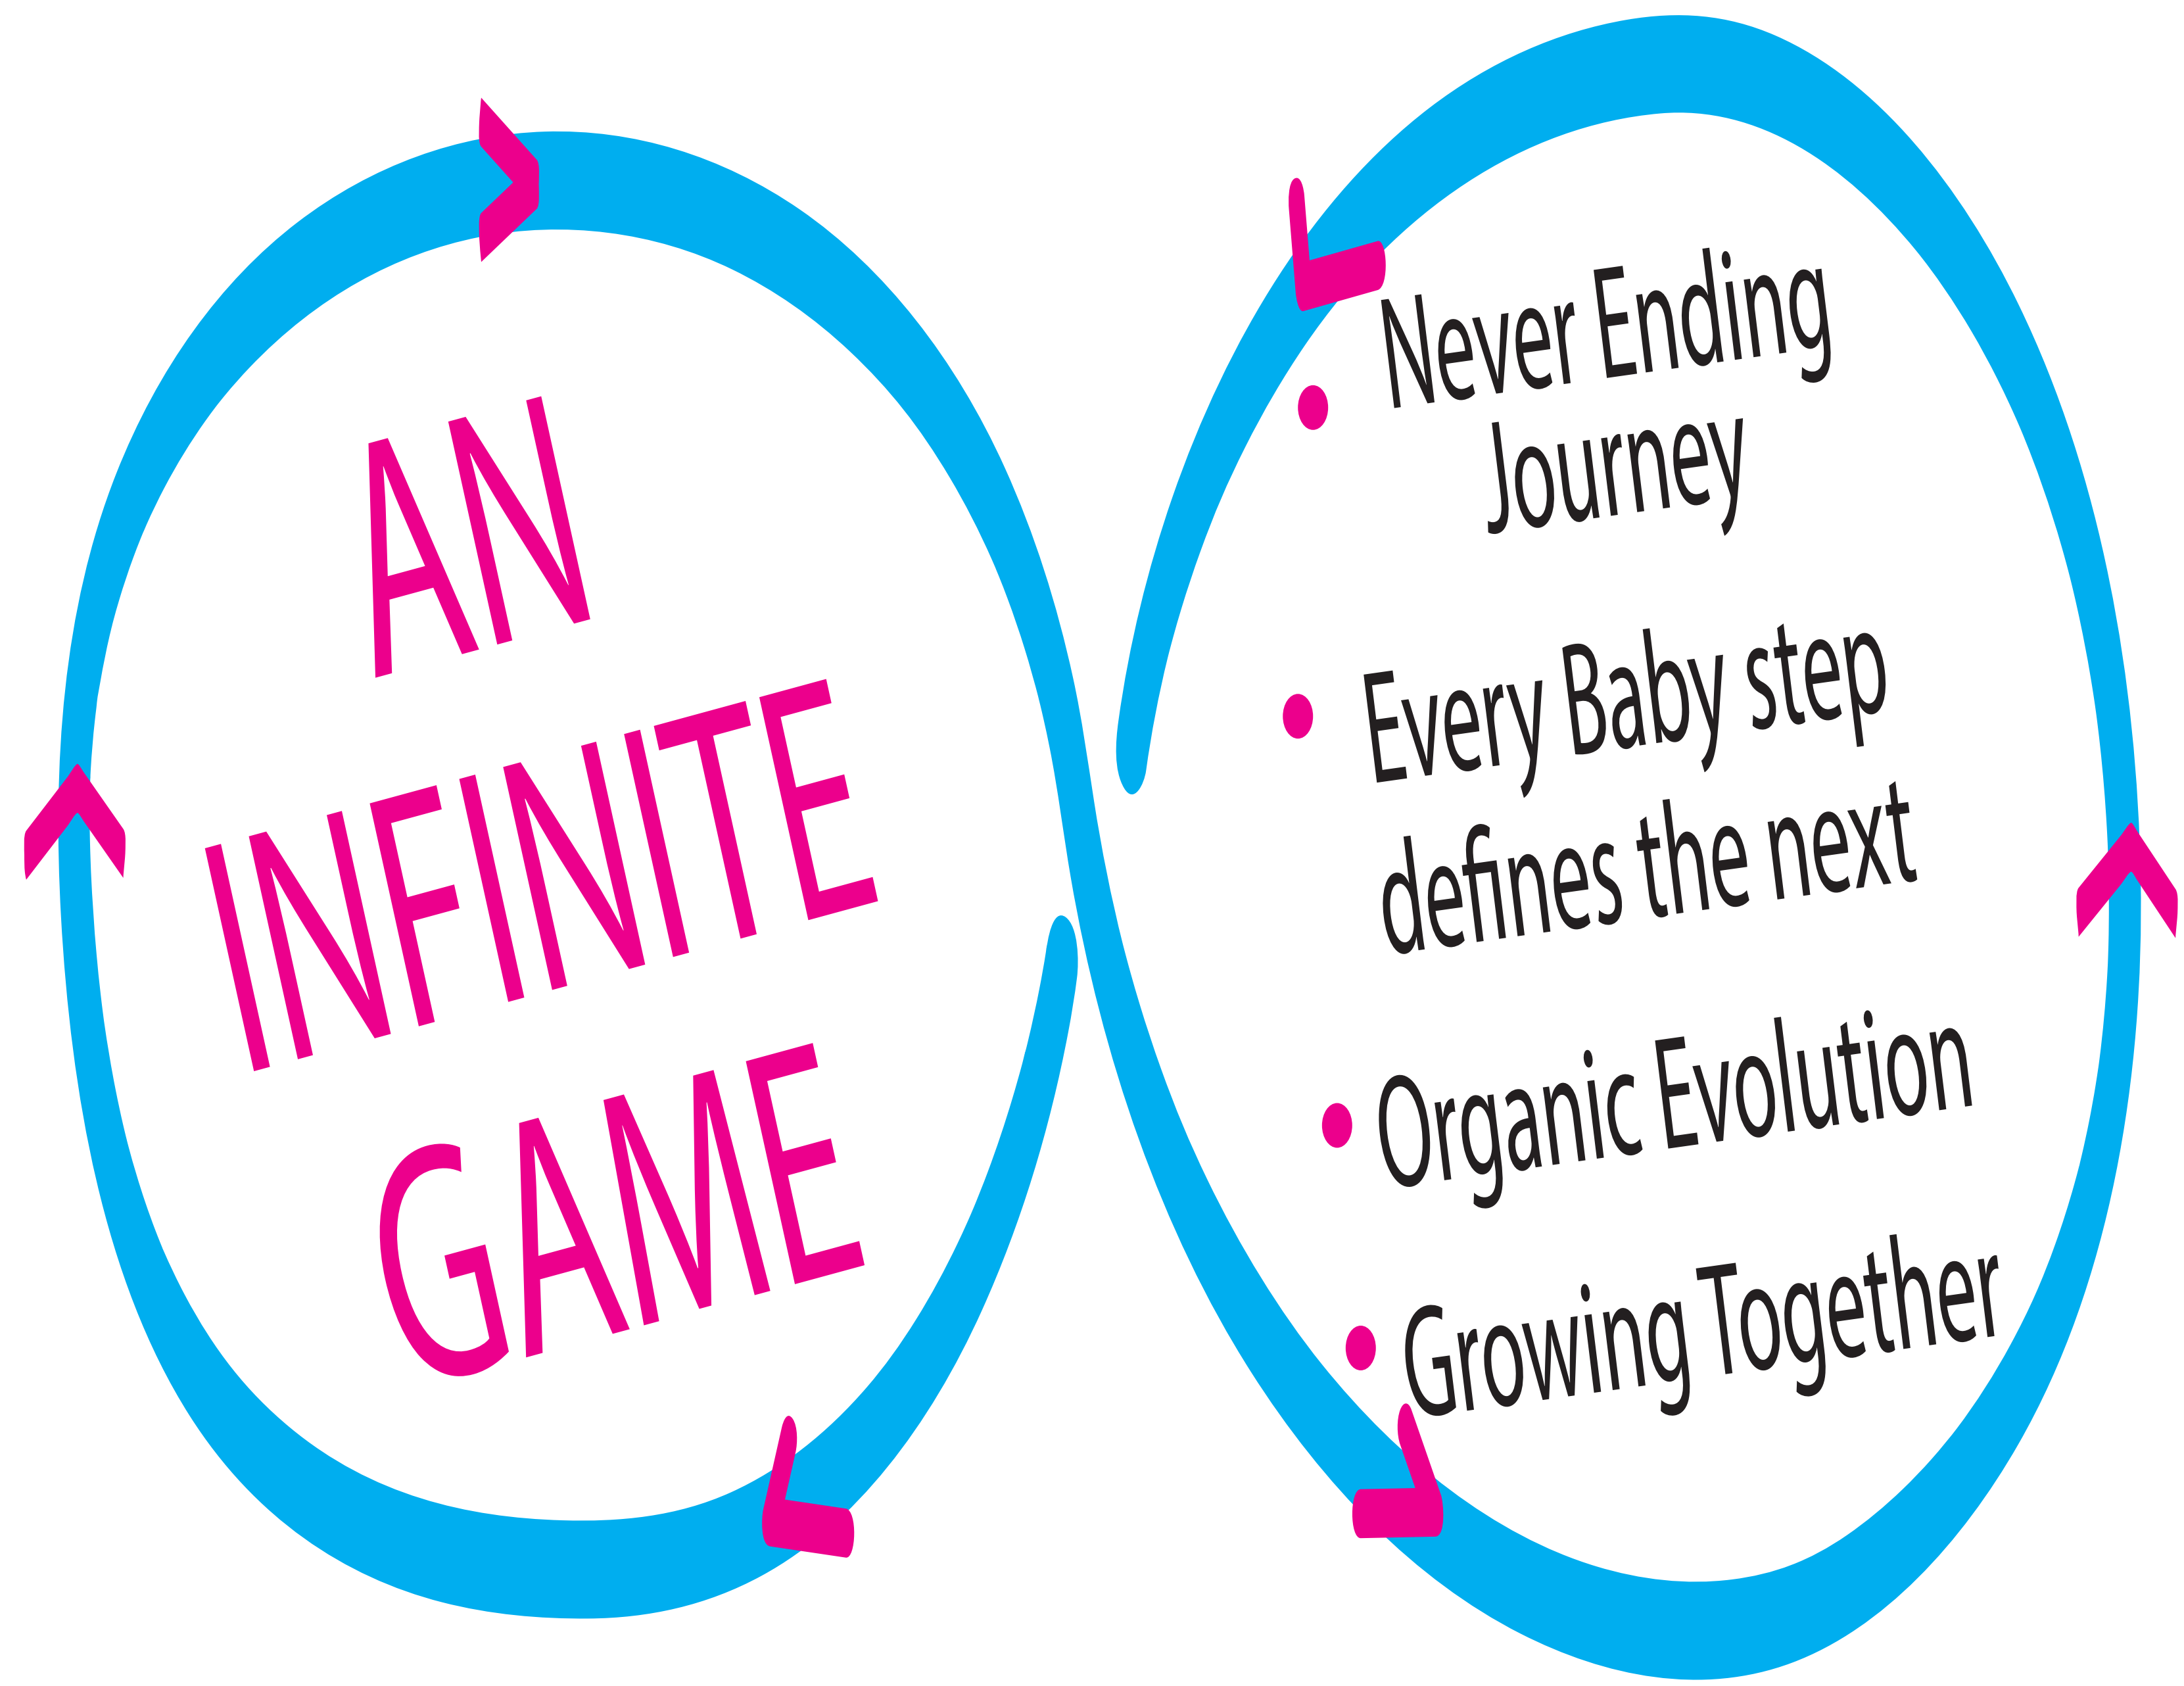 AN
INFINITE
GAME
• Never Ending
Journey
• Every Baby step
defines the next
• Organic Evolution
• Growing Together